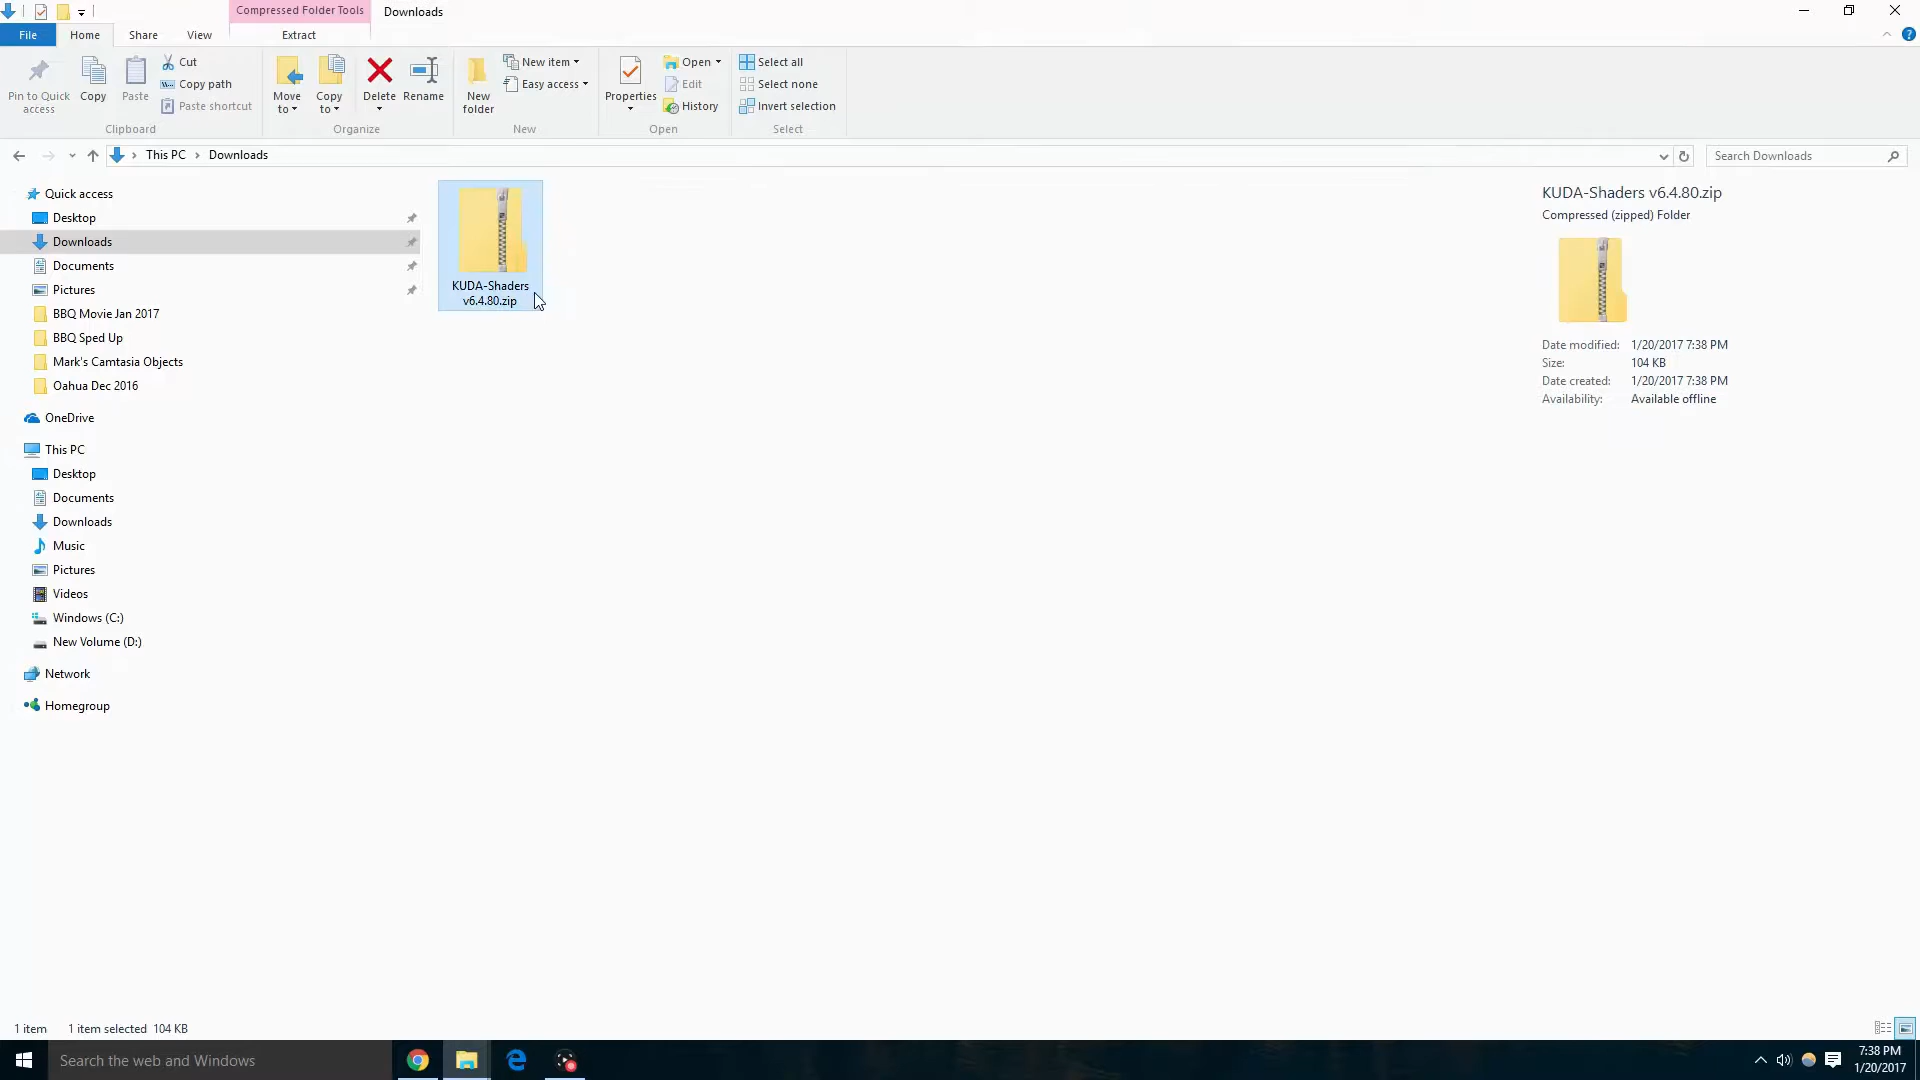 Compressed Folder Tools
Downloads
File
Home
Share
View
Extract
Pin to Quick
access
Copy
Paste
Cut
Copy path
Paste shortcut
Clipboard
Move
to
Copy
to
Delete
Rename
Organize
New
folder
New item
Easy access
New
Properties
Open
Edit
History
Open
Select all
Select none
Invert selection
Select
This PC
Downloads
Search Downloads
Quick access
Desktop
Downloads
Documents
Pictures
BBQ Movie Jan 2017
BBQ Sped Up
Mark's Camtasia Objects
Oahua Dec 2016
OneDrive
This PC
Desktop
Documents
Downloads
Music
Pictures
Videos
Windows (C:)
New Volume (D:)
Network
Homegroup
KUDA-Shaders
v6.4.80.zip
KUDA-Shaders v6.4.80.zip
Compressed (zipped) Folder
Date modified: 1/20/2017 7:38 PM
Size: 104 KB
Date created: 1/20/2017 7:38 PM
Availability: Available offline
1 item 1 item selected 104 KB
Search the web and Windows
7:38 PM
1/20/2017